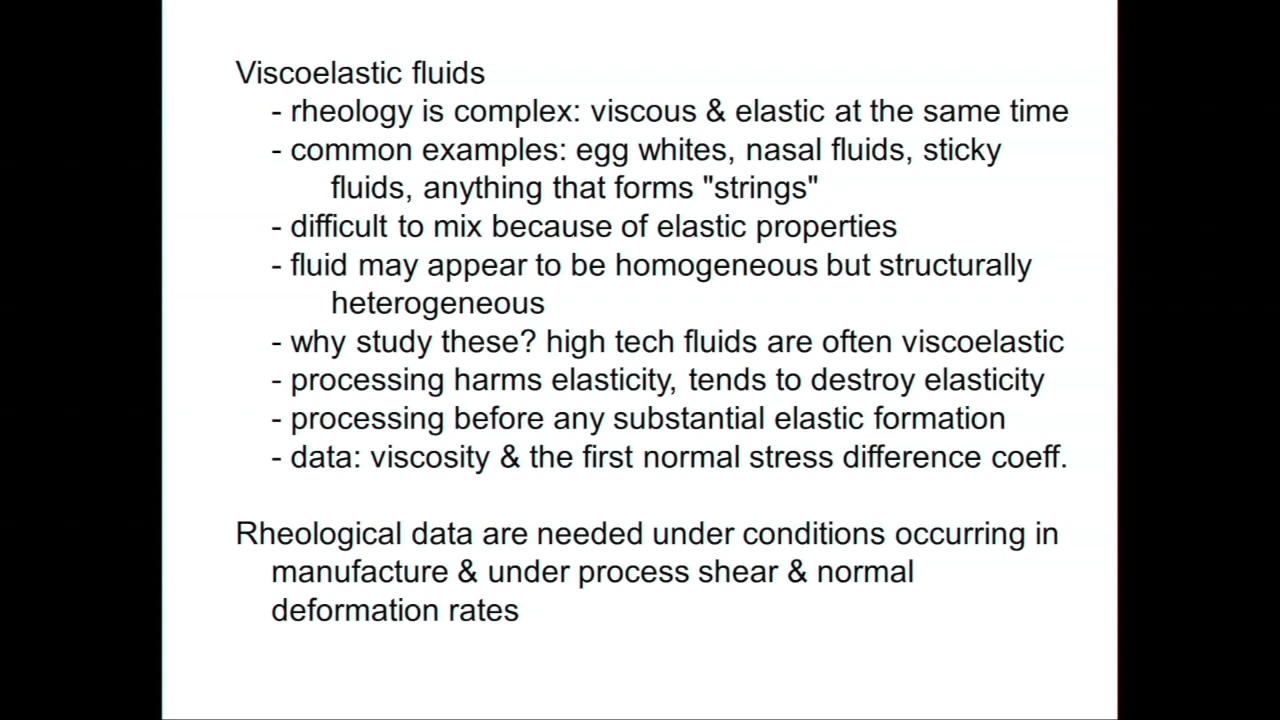 Viscoelastic fluids
- rheology is complex: viscous & elastic at the same time
- common examples: egg whites, nasal fluids, sticky
fluids, anything that forms "strings"
- difficult to mix because of elastic properties
- fluid may appear to be homogeneous but structurally
heterogeneous
- why study these? high tech fluids are often viscoelastic
- processing harms elasticity, tends to destroy elasticity
- processing before any substantial elastic formation
- data: viscosity & the first normal stress difference coeff.
Rheological data are needed under conditions occurring in
manufacture & under process shear & normal
deformation rates